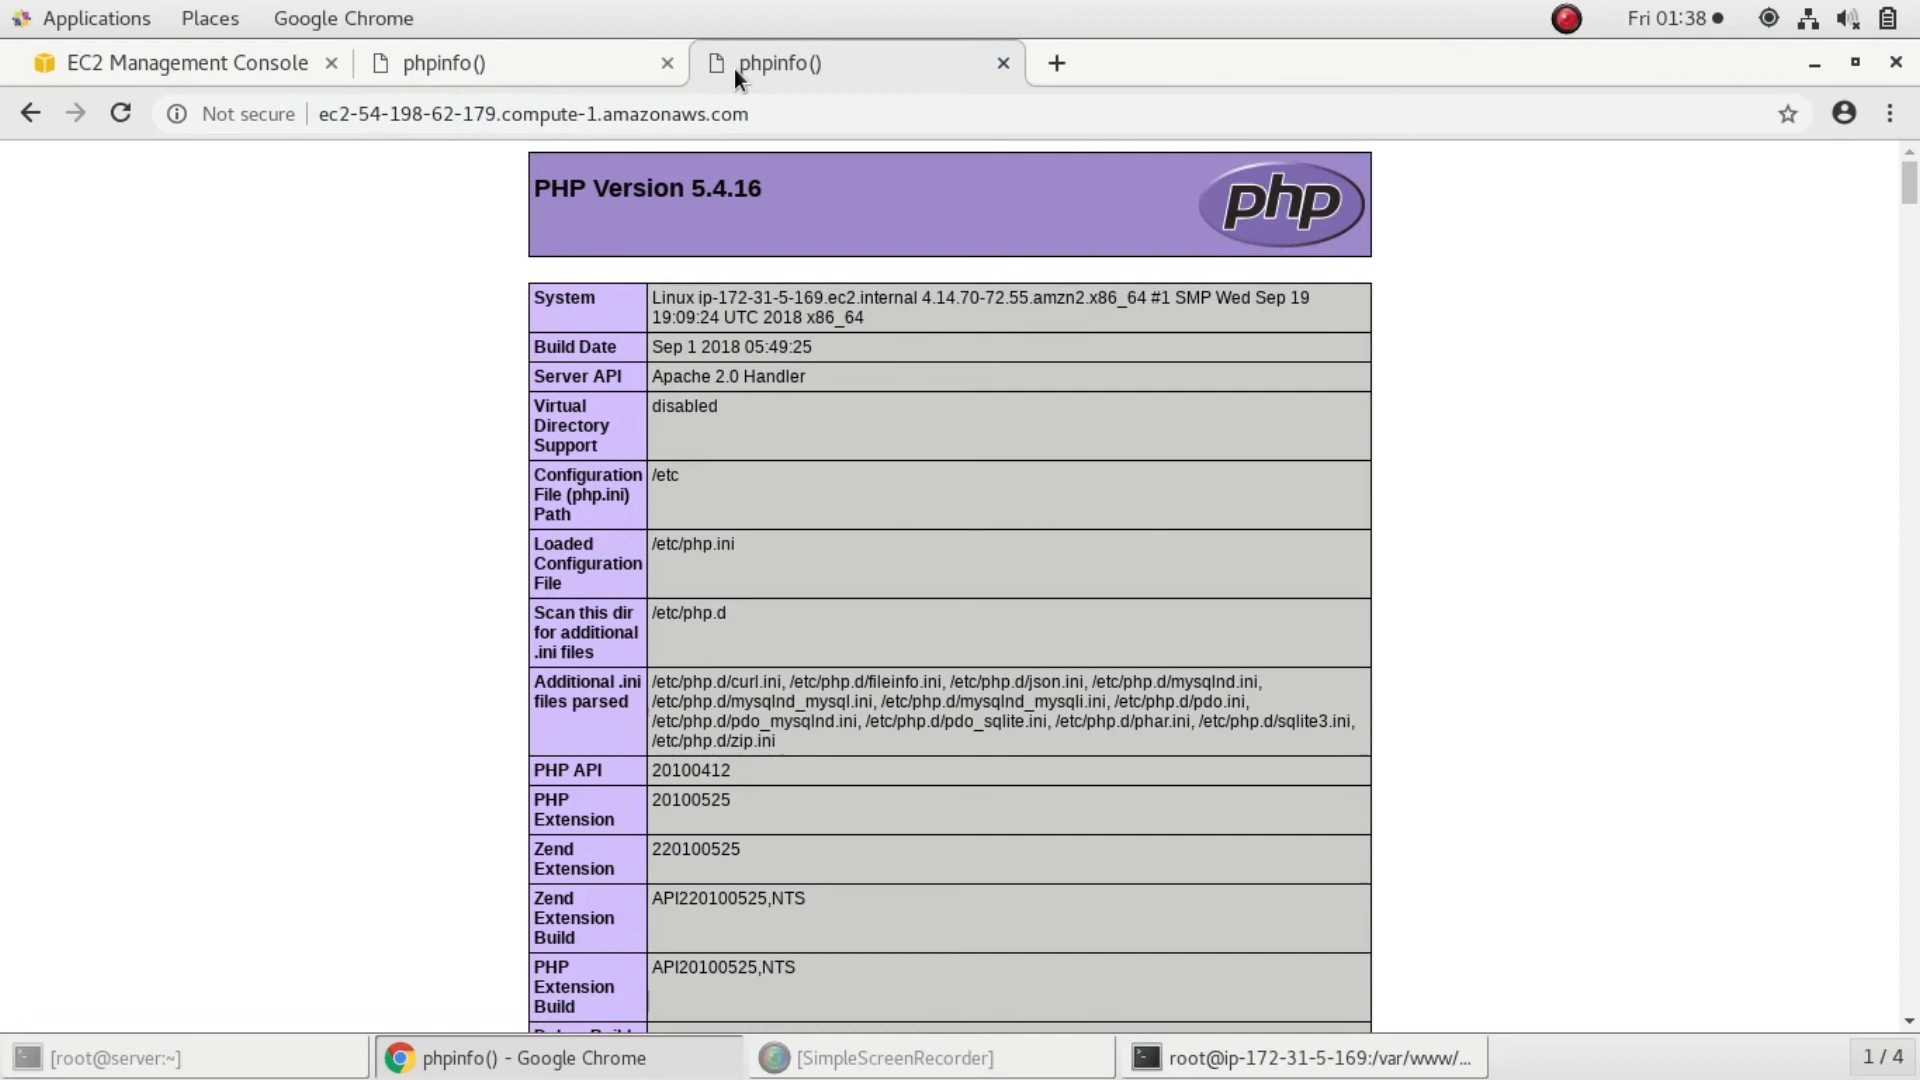 Applications Places Google Chrome Fri 01:38
EC2 Management Console phpinfo() phpinfo()
Not secure ec2-54-198-62-179.compute-1.amazonaws.com
PHP Version 5.4.16
php
System Linux ip-172-31-5-169.ec2.internal 4.14.70-72.55.amzn2.x86_64 #1 SMP Wed Sep 19
19:09:24 UTC 2018 x86_64
Build Date Sep 1 2018 05:49:25
Server API Apache 2.0 Handler
Virtual disabled
Directory
Support
Configuration /etc
File (php.ini)
Path
Loaded /etc/php.ini
Configuration
File
Scan this dir /etc/php.d
for additional
.ini files
Additional .ini /etc/php.d/curl.ini, /etc/php.d/fileinfo.ini, /etc/php.d/json.ini, /etc/php.d/mysqlnd.ini,
files parsed /etc/php.d/mysqlnd_mysql.ini, /etc/php.d/mysqlnd_mysqli.ini, /etc/php.d/pdo.ini,
/etc/php.d/pdo_mysqlnd.ini, /etc/php.d/pdo_sqlite.ini, /etc/php.d/phar.ini, /etc/php.d/sqlite3.ini,
/etc/php.d/zip.ini
PHP API 20100412
PHP 20100525
Extension
Zend 220100525
Extension
Zend API220100525,NTS
Extension
Build
PHP API20100525,NTS
Extension
Build
[root@server:~] phpinfo() - Google Chrome [SimpleScreenRecorder] root@ip-172-31-5-169:/var/www/... 1 / 4